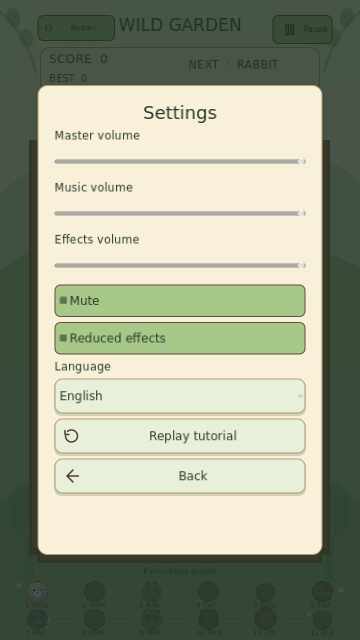 WILD GARDEN
Pause
SCORE 0
NEXT · RABBIT
BEST 0
Settings
Master volume
Music volume
Effects volume
Mute
Reduced effects
Language
English
Replay tutorial
Back